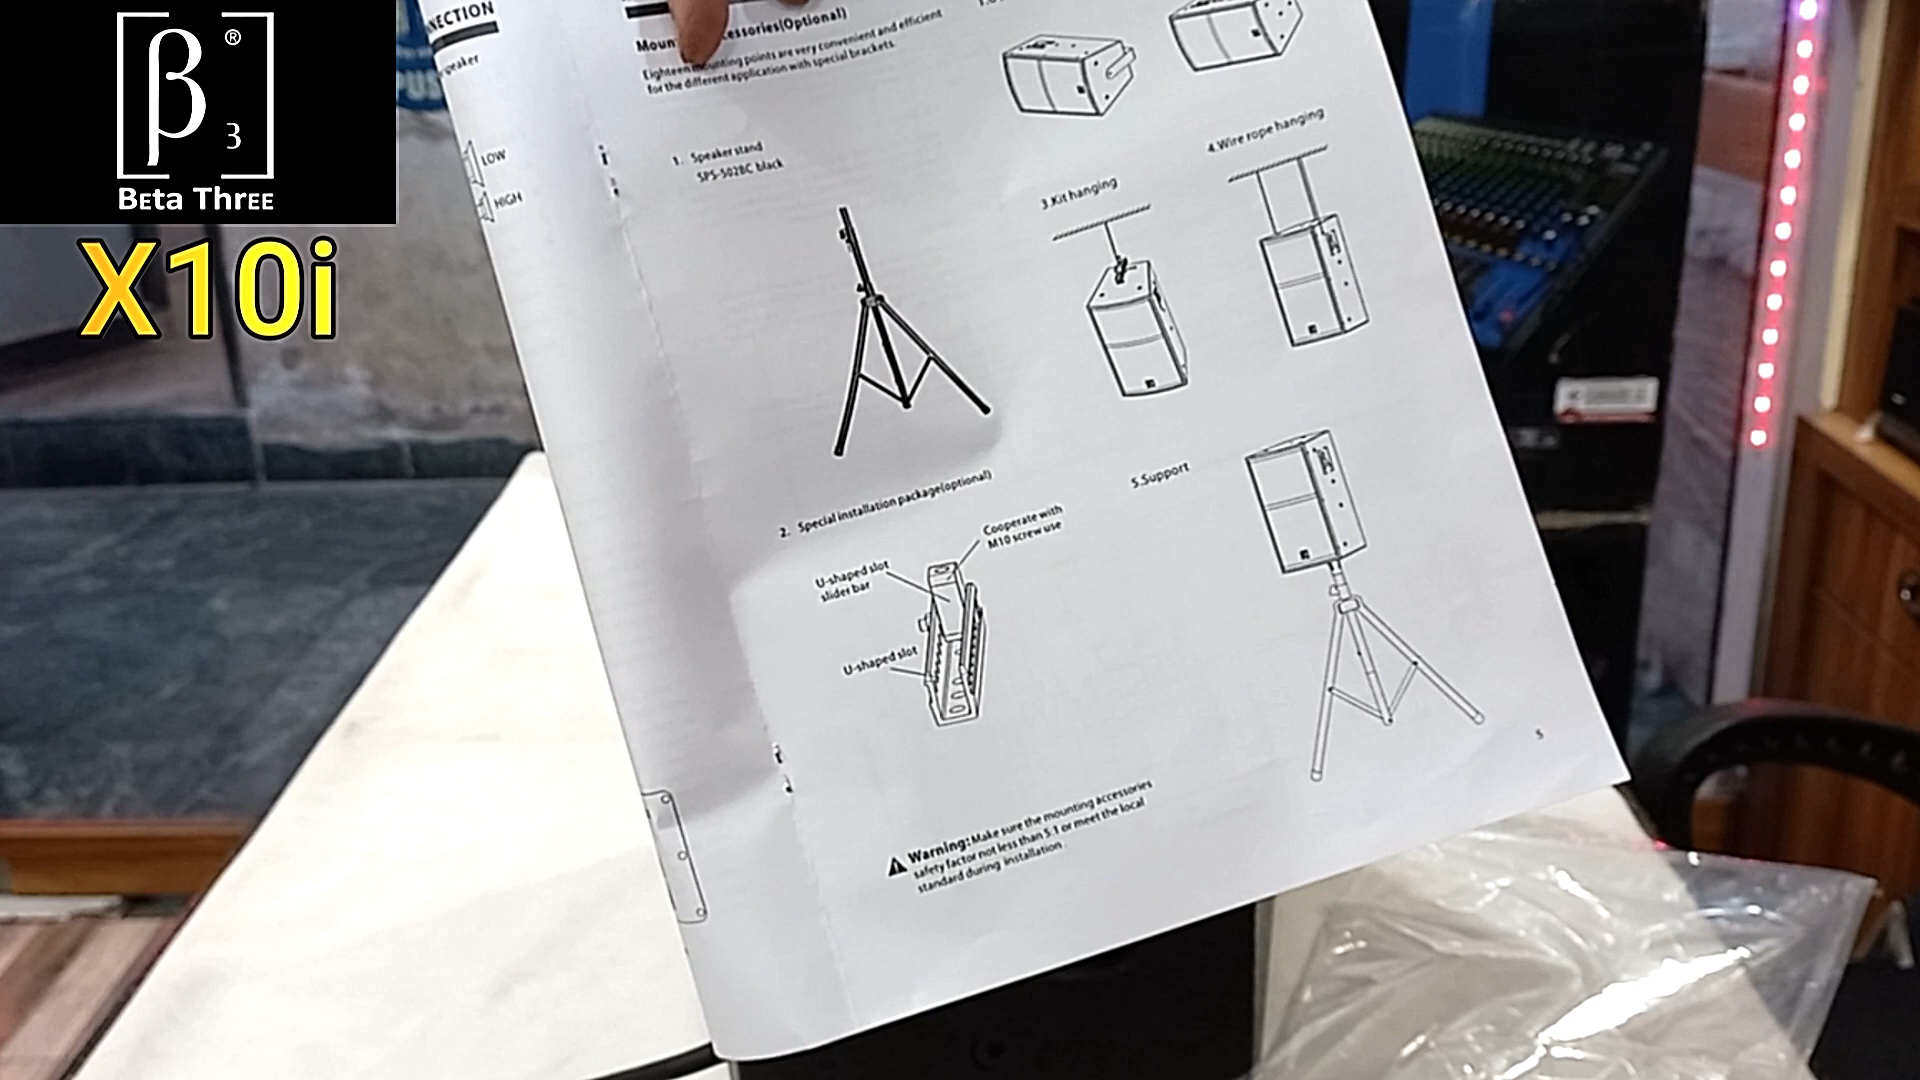 β
®
3
Beta Three
X10i
NECTION
speaker
LOW
HIGH
Eighteen mounting points are very convenient and efficient
for the different application with special brackets.
1. Speaker stand
SPS-502BC black
2. Special installation package(optional)
Cooperate with
M10 screw use
U-shaped slot
slider bar
U-shaped slot
3.Kit hanging
4.Wire rope hanging
5.Support
Warning: Make sure the mounting accessories
safety factor not less than 5:1 or meet the local
standard during installation
5